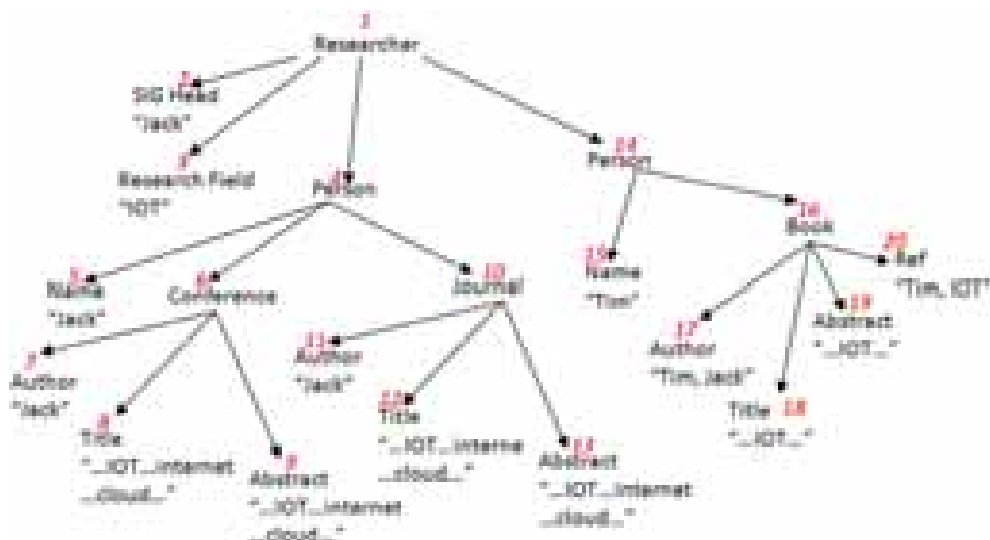 1
Researcher
2
SIG Head
"Jack"
3
Research Field
"IOT"
4
Person
14
Person
5
Name
"Jack"
6
Conference
10
Journal
15
Name
"Tim"
16
Book
20
Ref
"Tim, IOT"
7
Author
"Jack"
8
Title
"...IOT...internet
...cloud..."
9
Abstract
"...IOT...internet
...cloud..."
11
Author
"Jack"
12
Title
"...IOT...interne
...cloud..."
13
Abstract
"...IOT...internet
...cloud..."
17
Author
"Tim, Jack"
Title 18
"...IOT..."
19
Abstract
"...IOT..."